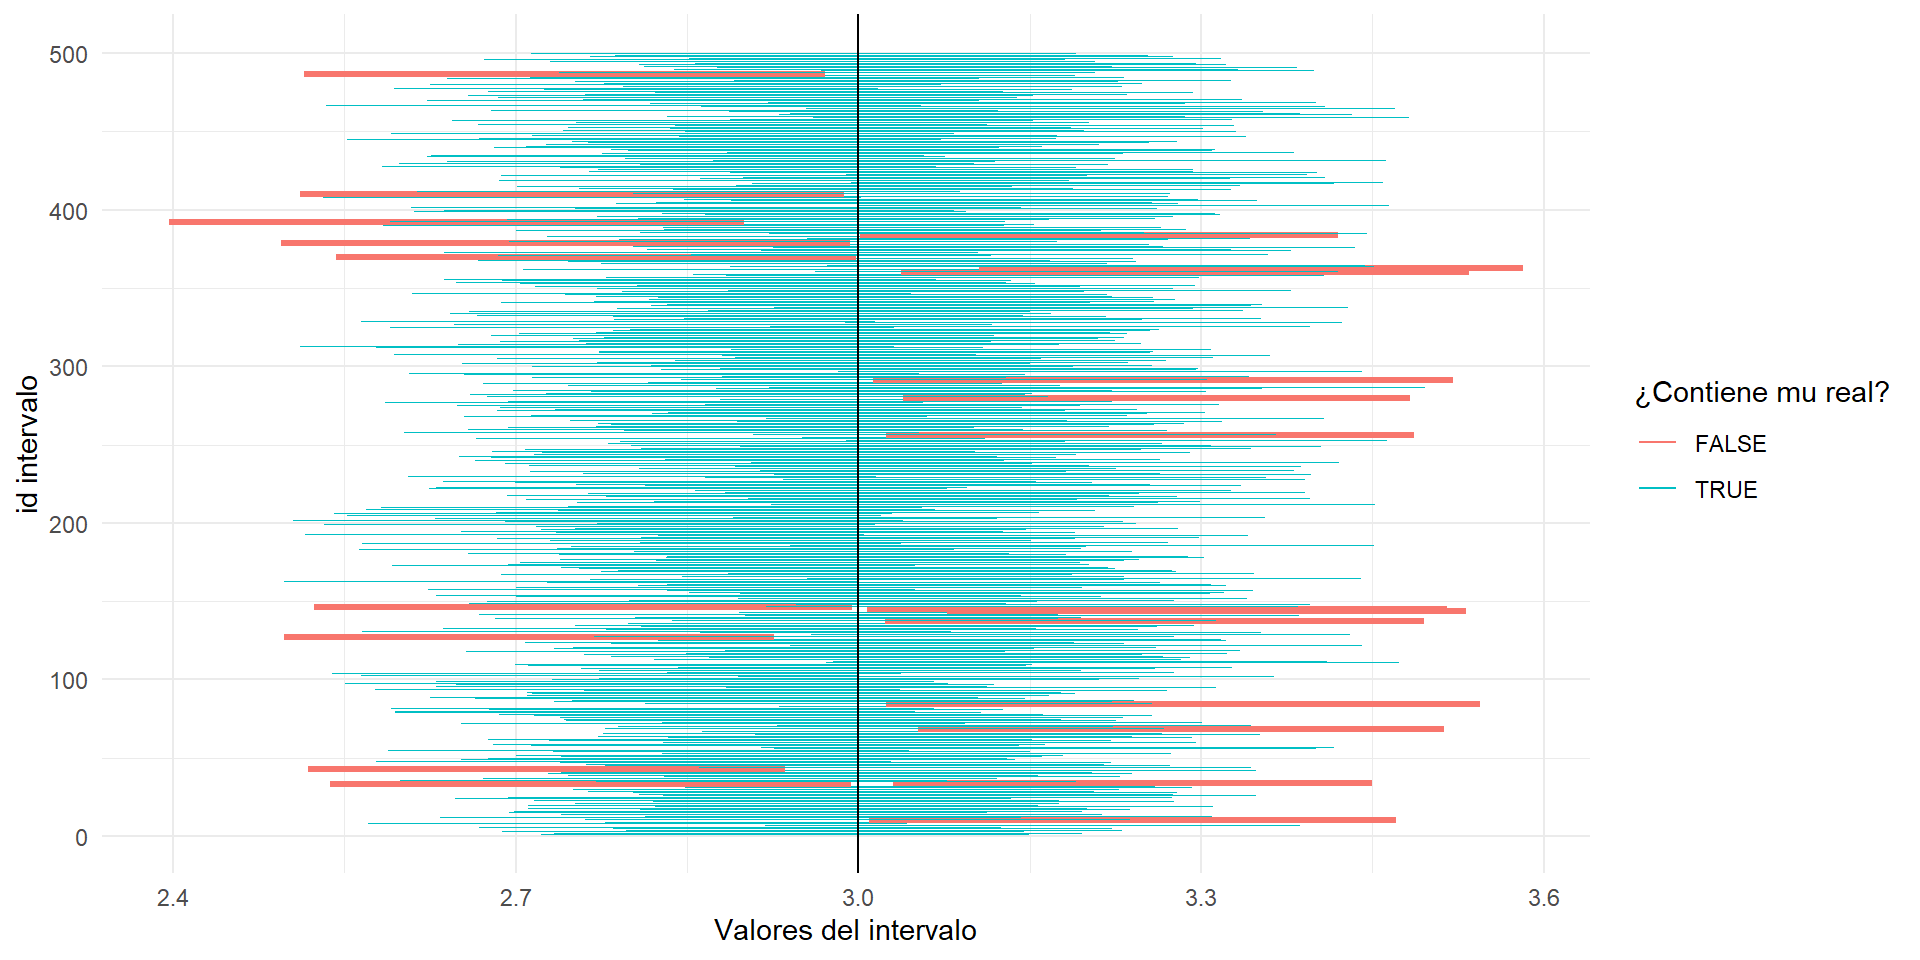 500
400
300
200
100
0
id intervalo
2.4 2.7 3.0 3.3 3.6
Valores del intervalo
¿Contiene mu real?
FALSE
TRUE